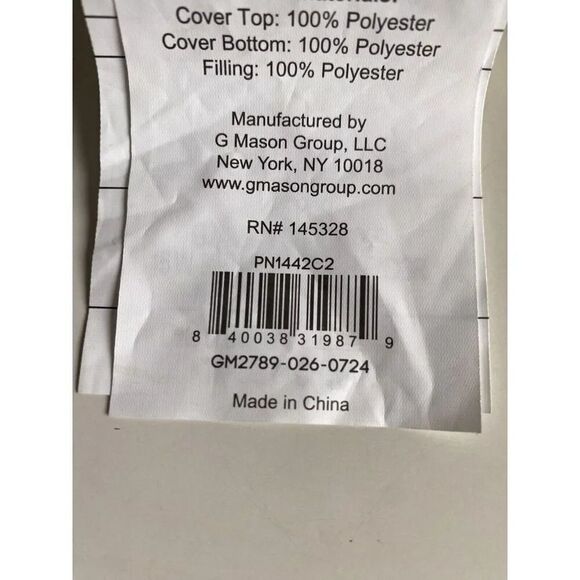 Cover Top: 100% Polyester
Cover Bottom: 100% Polyester
Filling: 100% Polyester
Manufactured by
G Mason Group, LLC
New York, NY 10018
www.gmasongroup.com
RN# 145328
PN1442C2
8 40038 31987 9
GM2789-026-0724
Made in China